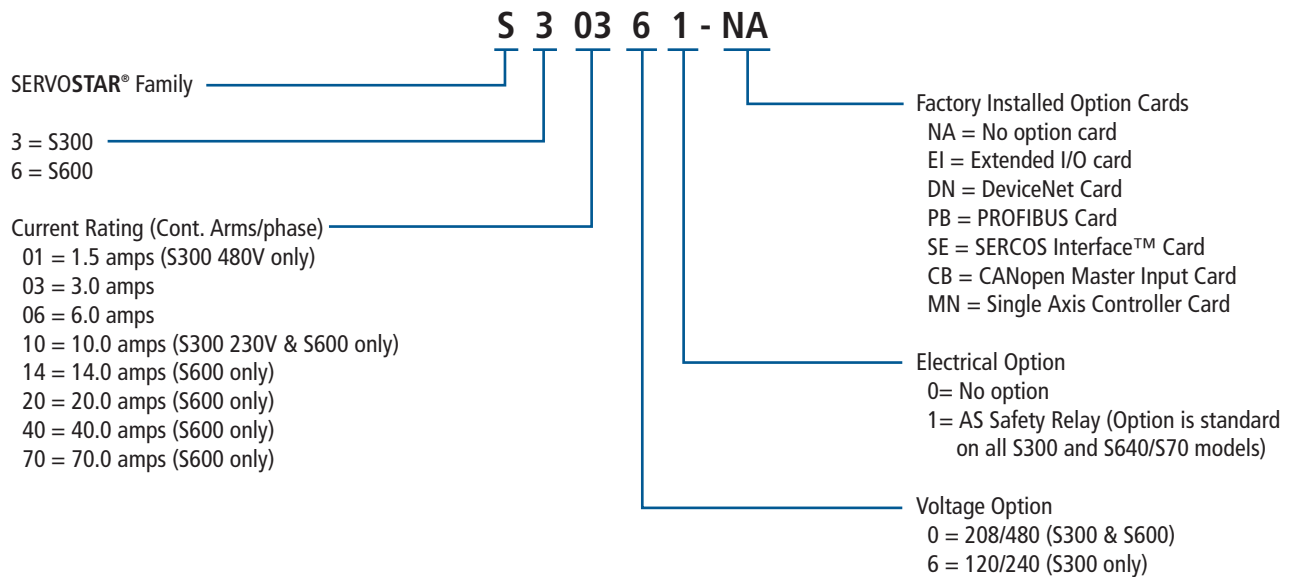 S 3 03 6 1 - NA
SERVOSTAR® Family
3 = S300
6 = S600
Current Rating (Cont. Arms/phase)
01 = 1.5 amps (S300 480V only)
03 = 3.0 amps
06 = 6.0 amps
10 = 10.0 amps (S300 230V & S600 only)
14 = 14.0 amps (S600 only)
20 = 20.0 amps (S600 only)
40 = 40.0 amps (S600 only)
70 = 70.0 amps (S600 only)
Factory Installed Option Cards
NA = No option card
EI = Extended I/O card
DN = DeviceNet Card
PB = PROFIBUS Card
SE = SERCOS Interface™ Card
CB = CANopen Master Input Card
MN = Single Axis Controller Card
Electrical Option
0= No option
1= AS Safety Relay (Option is standard
on all S300 and S640/S70 models)
Voltage Option
0 = 208/480 (S300 & S600)
6 = 120/240 (S300 only)